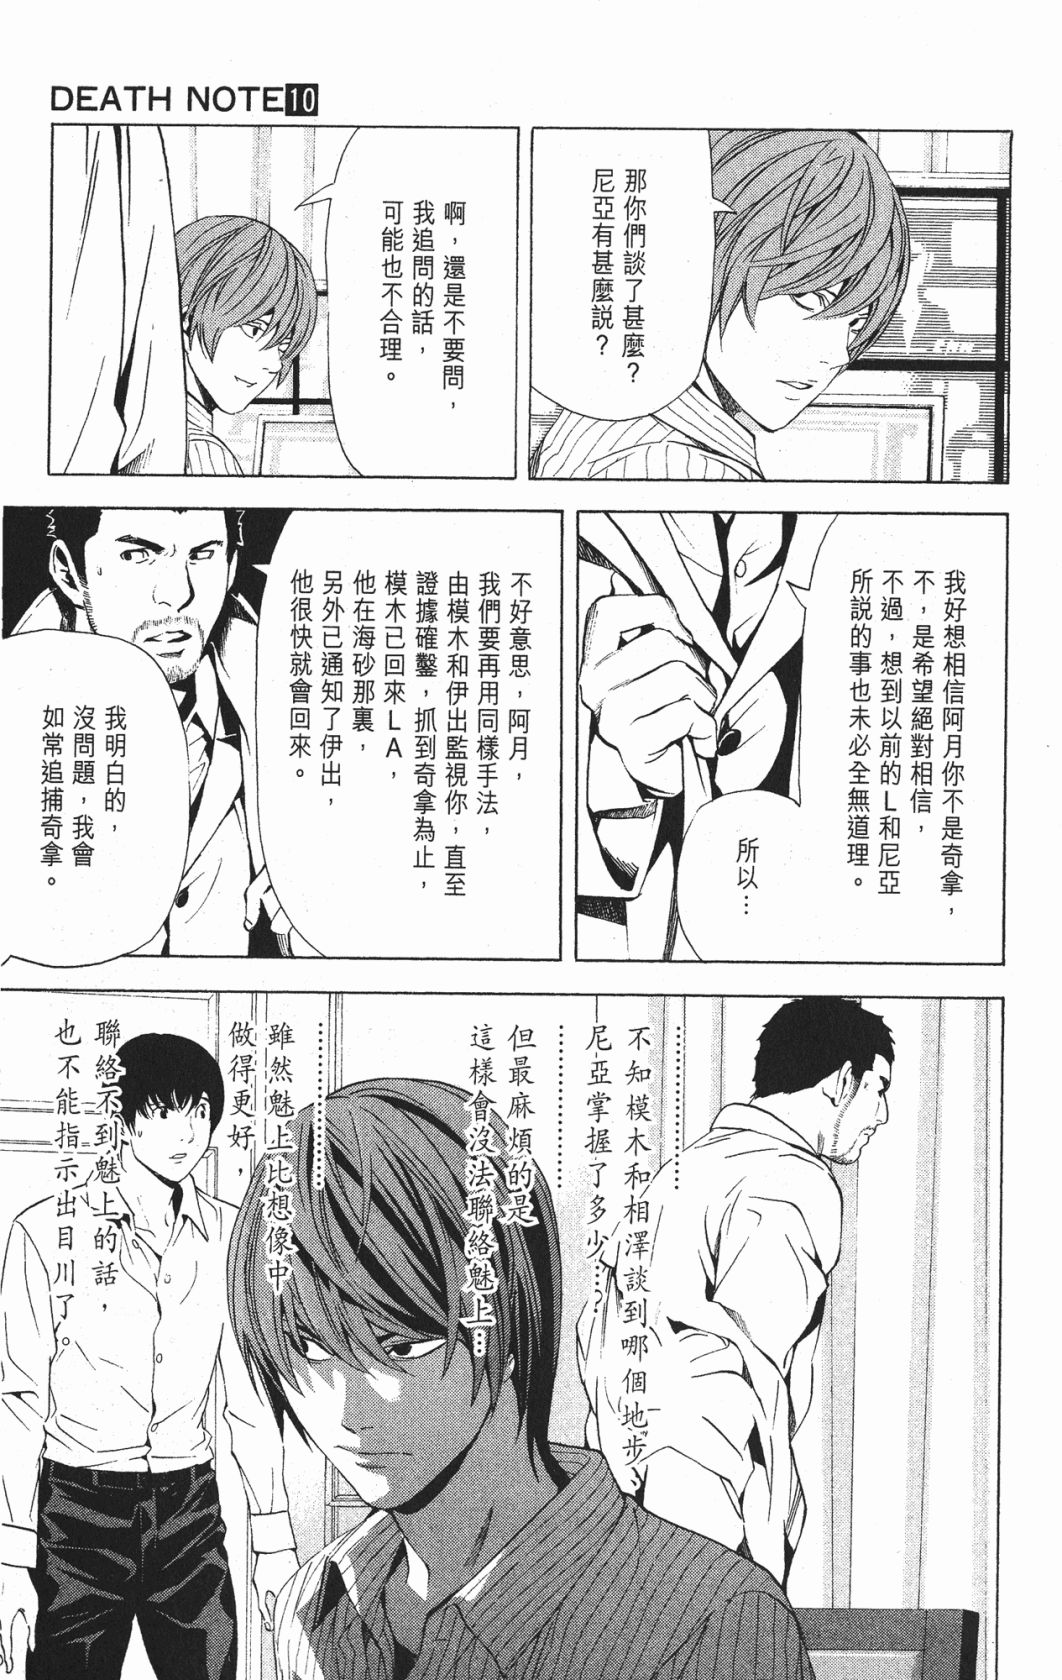 DEATH NOTE 10
那你們談了甚麼？
尼亞有甚麼說？
啊，還是不要問，
我追問的話，
可能也不合理。
我好想相信阿月你不是奇拿，
不，是希望絕對相信，
不過，想到以前的L和尼亞
所說的事也未必全無道理。
所以…
不好意思，阿月，
我們要再用同樣手法，
由模木和伊出監視你，直至
證據確鑿，抓到奇拿為止，
模木已回來LA，
他在海砂那裏，
另外已通知了伊出，
他很快就會回來。
我明白的，
沒問題，我會
如常追捕奇拿。
………………
不知模木和相澤談到哪個地步、
尼亞掌握了多少…？
………………
但最麻煩的是
這樣會沒法聯絡魅上…
………………
雖然魅上比想像中
做得更好，
聯絡不到魅上的話，
也不能指示出目川了。
CNN